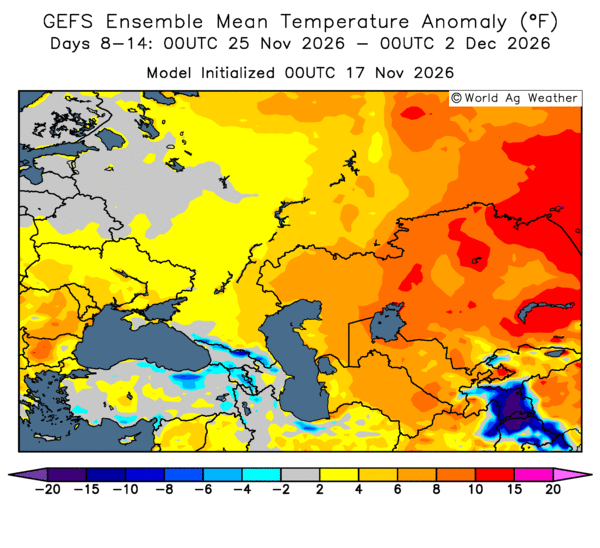 GEFS Ensemble Mean Temperature Anomaly (°F)
Days 8-14: 00UTC 25 Nov 2026 - 00UTC 2 Dec 2026
Model Initialized 00UTC 17 Nov 2026
©World Ag Weather
-20 -15 -10 -8 -6 -4 -2 2 4 6 8 10 15 20